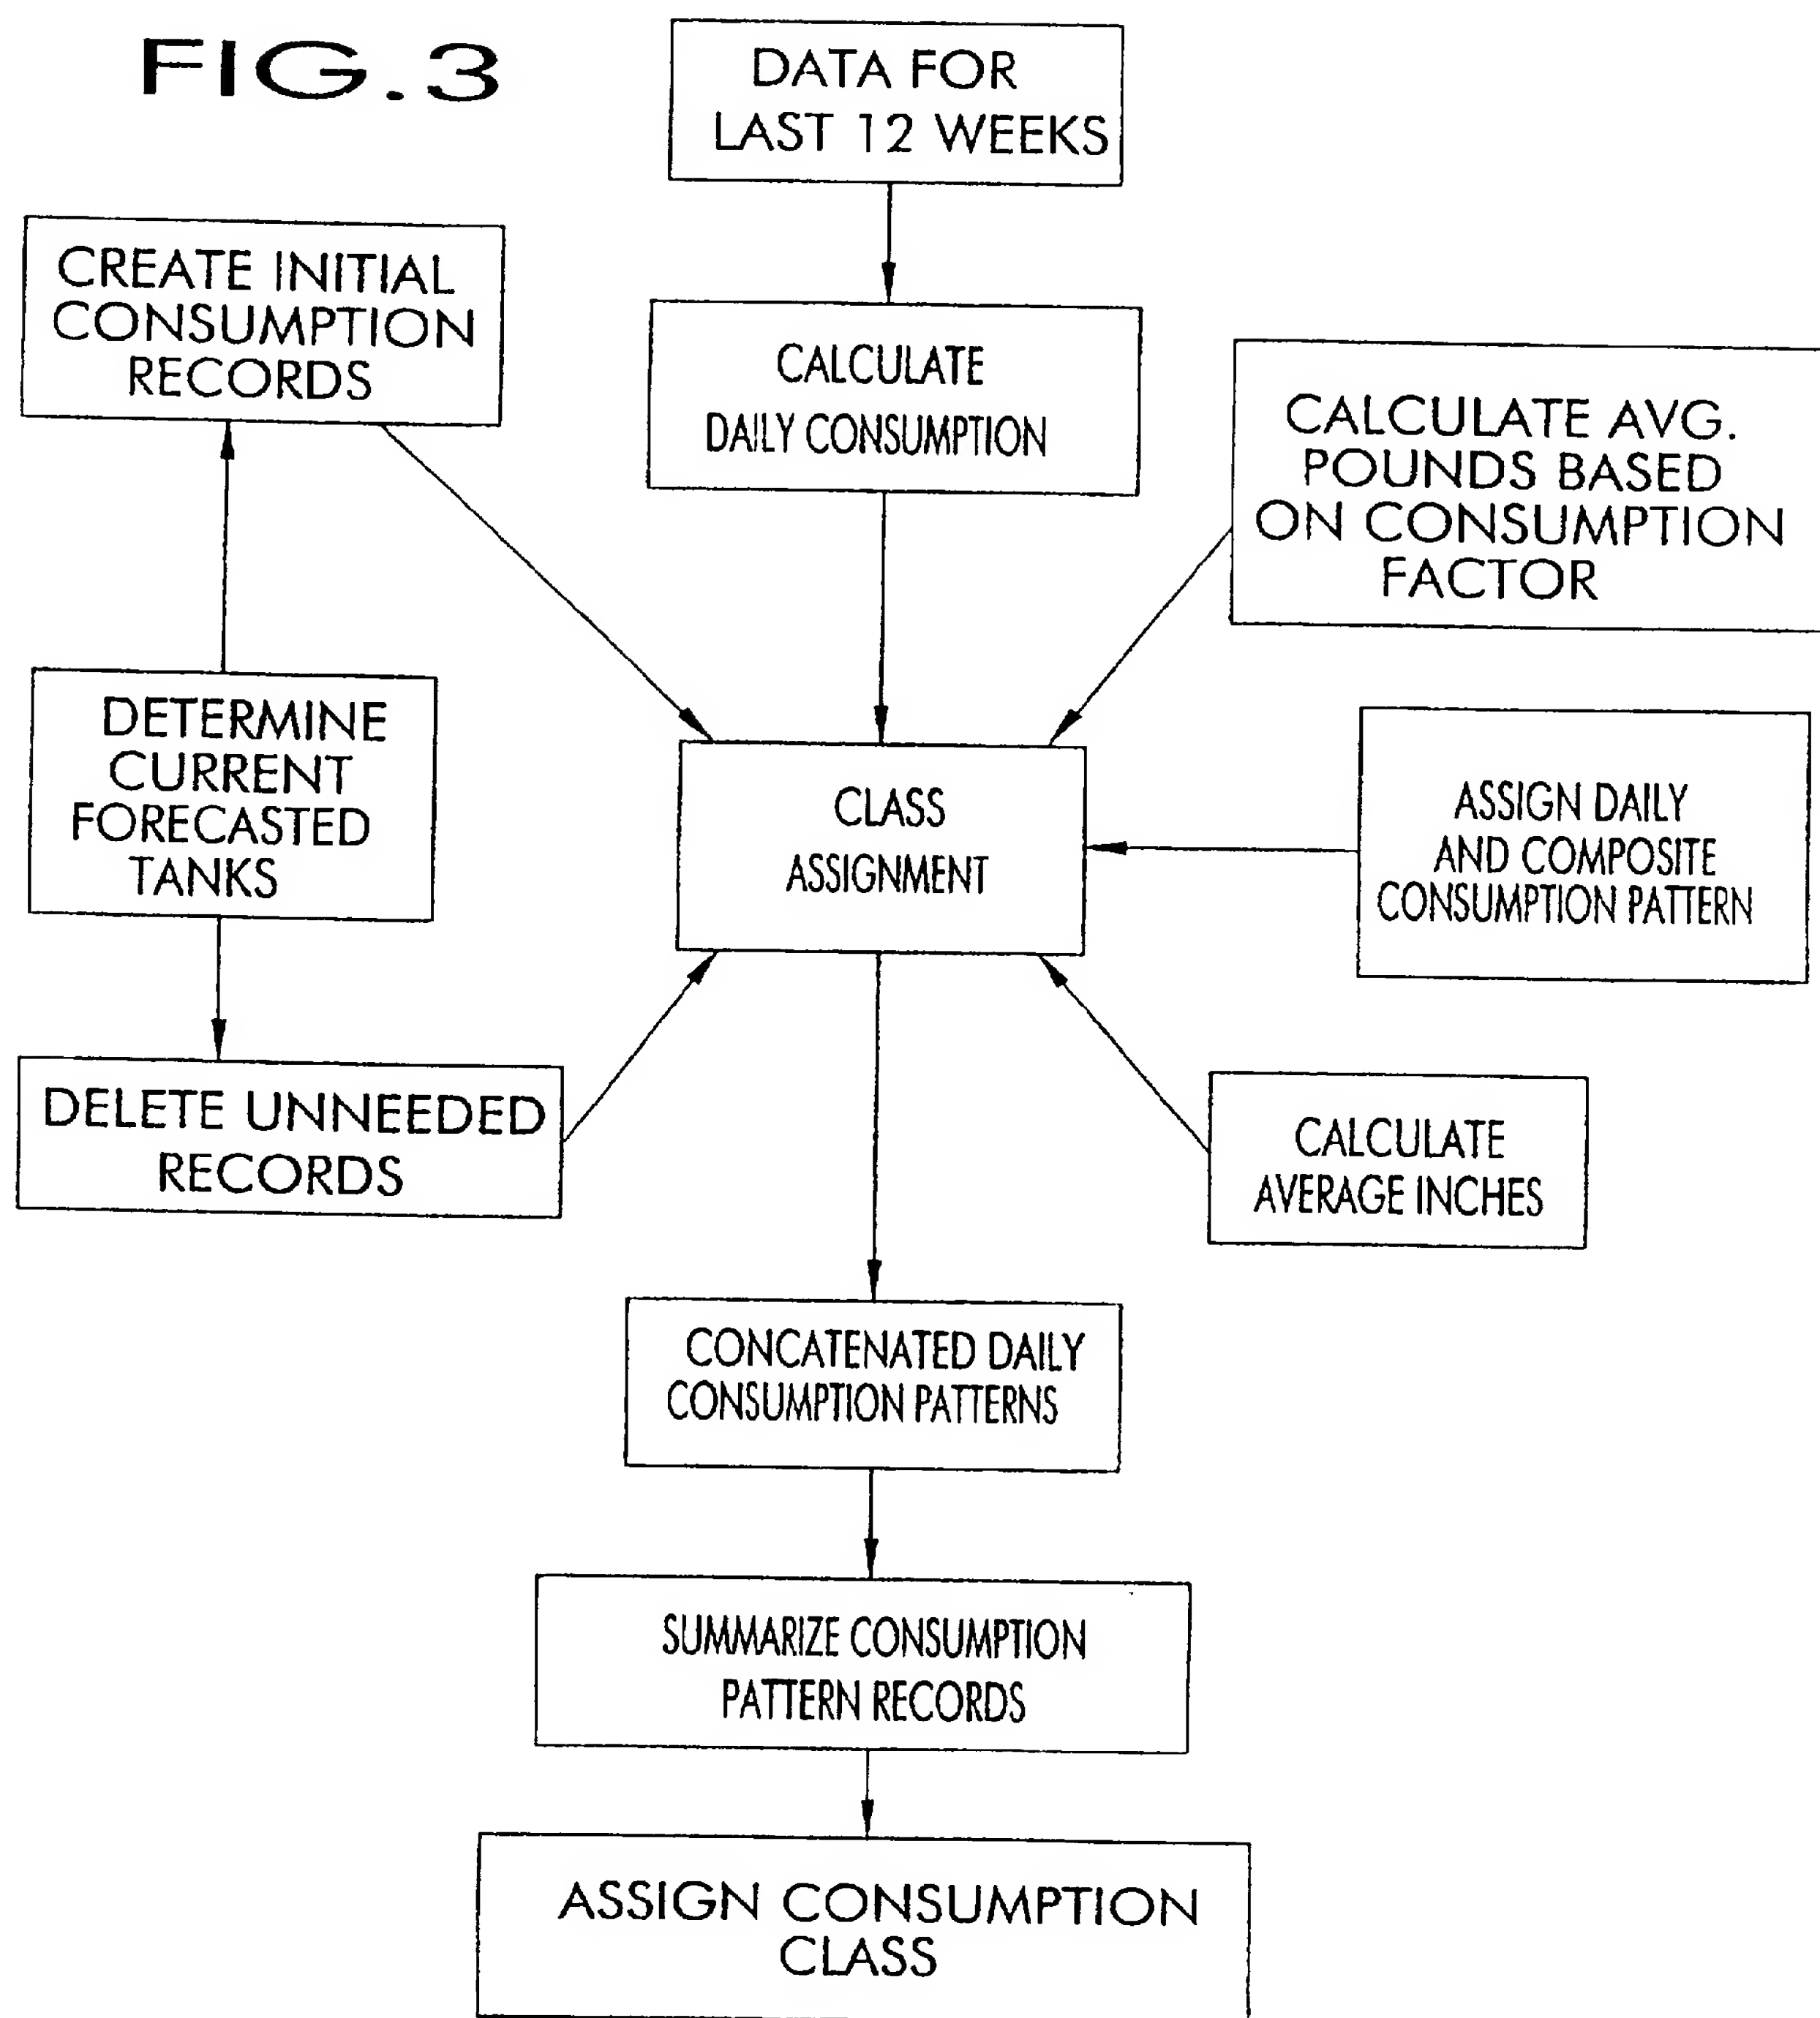 FIG.3
DATA FOR
LAST 12 WEEKS
CREATE INITIAL
CONSUMPTION
RECORDS
CALCULATE
DAILY CONSUMPTION
CALCULATE AVG.
POUNDS BASED
ON CONSUMPTION
FACTOR
DETERMINE
CURRENT
FORECASTED
TANKS
CLASS
ASSIGNMENT
ASSIGN DAILY
AND COMPOSITE
CONSUMPTION PATTERN
DELETE UNNEEDED
RECORDS
CALCULATE
AVERAGE INCHES
CONCATENATED DAILY
CONSUMPTION PATTERNS
SUMMARIZE CONSUMPTION
PATTERN RECORDS
ASSIGN CONSUMPTION
CLASS